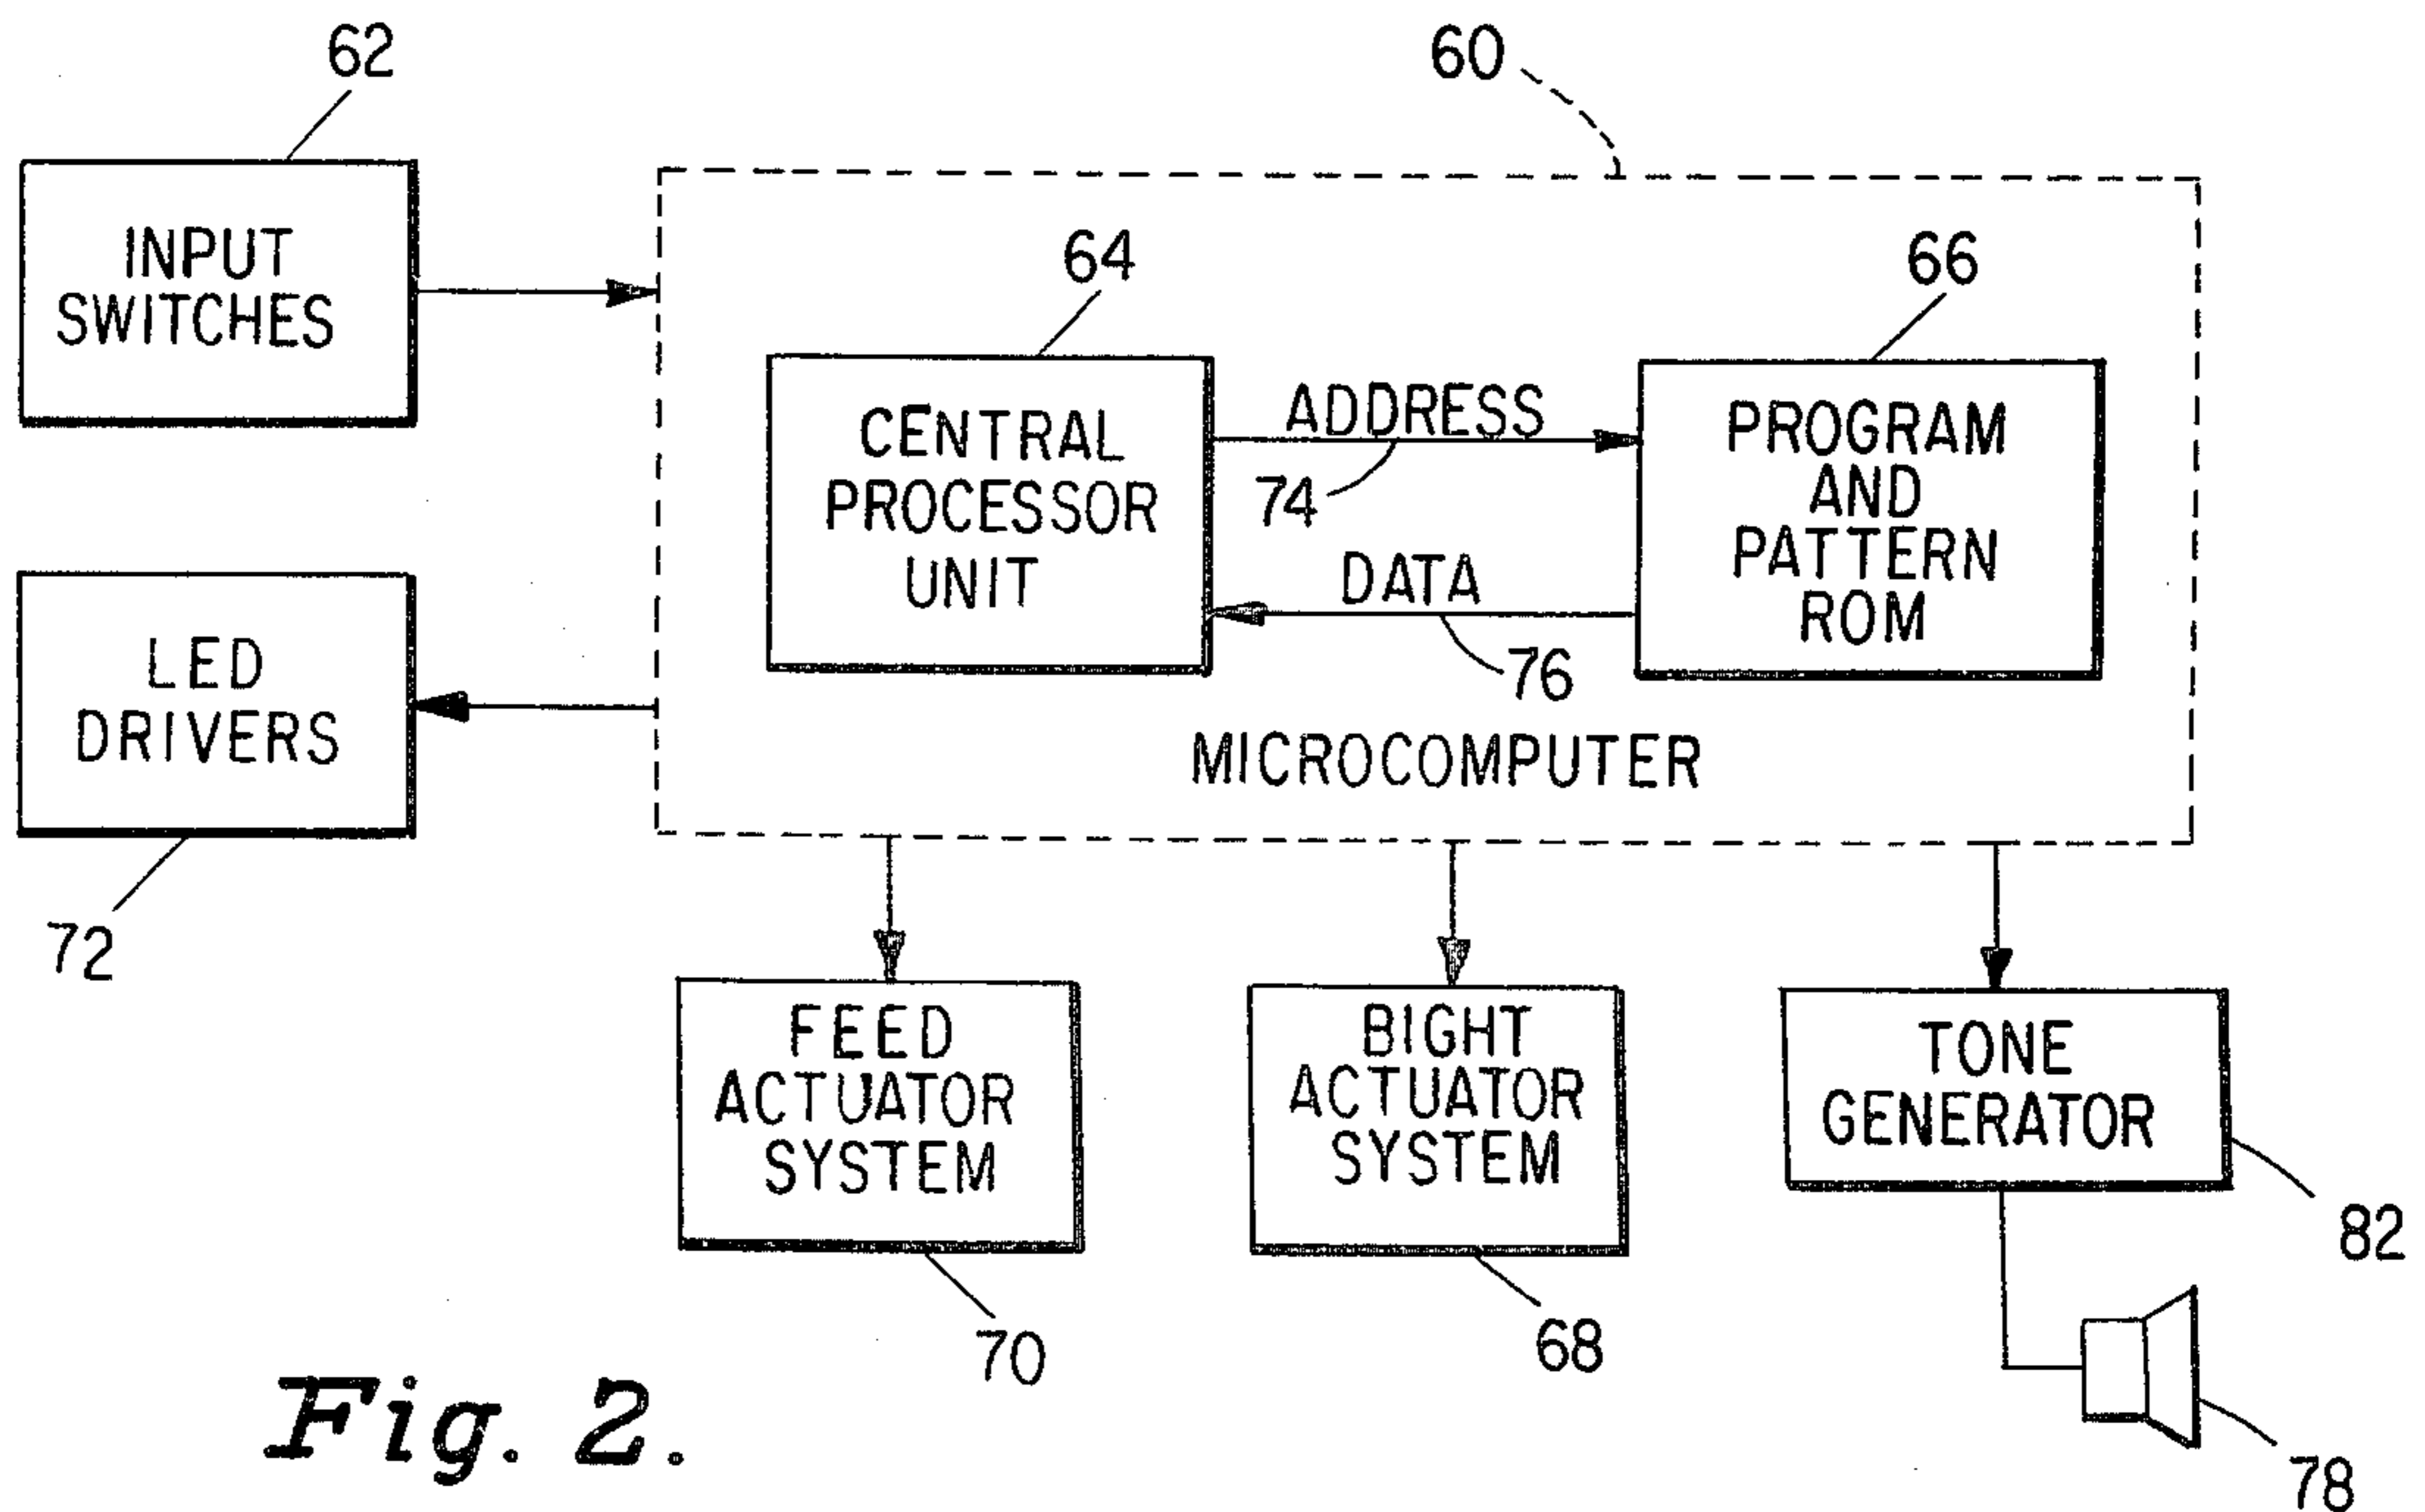 62
60
INPUT
SWITCHES
64
66
CENTRAL
PROCESSOR
UNIT
ADDRESS
74
DATA
76
PROGRAM
AND
PATTERN
ROM
MICROCOMPUTER
LED
DRIVERS
72
FEED
ACTUATOR
SYSTEM
70
BIGHT
ACTUATOR
SYSTEM
68
TONE
GENERATOR
82
78
Fig. 2.